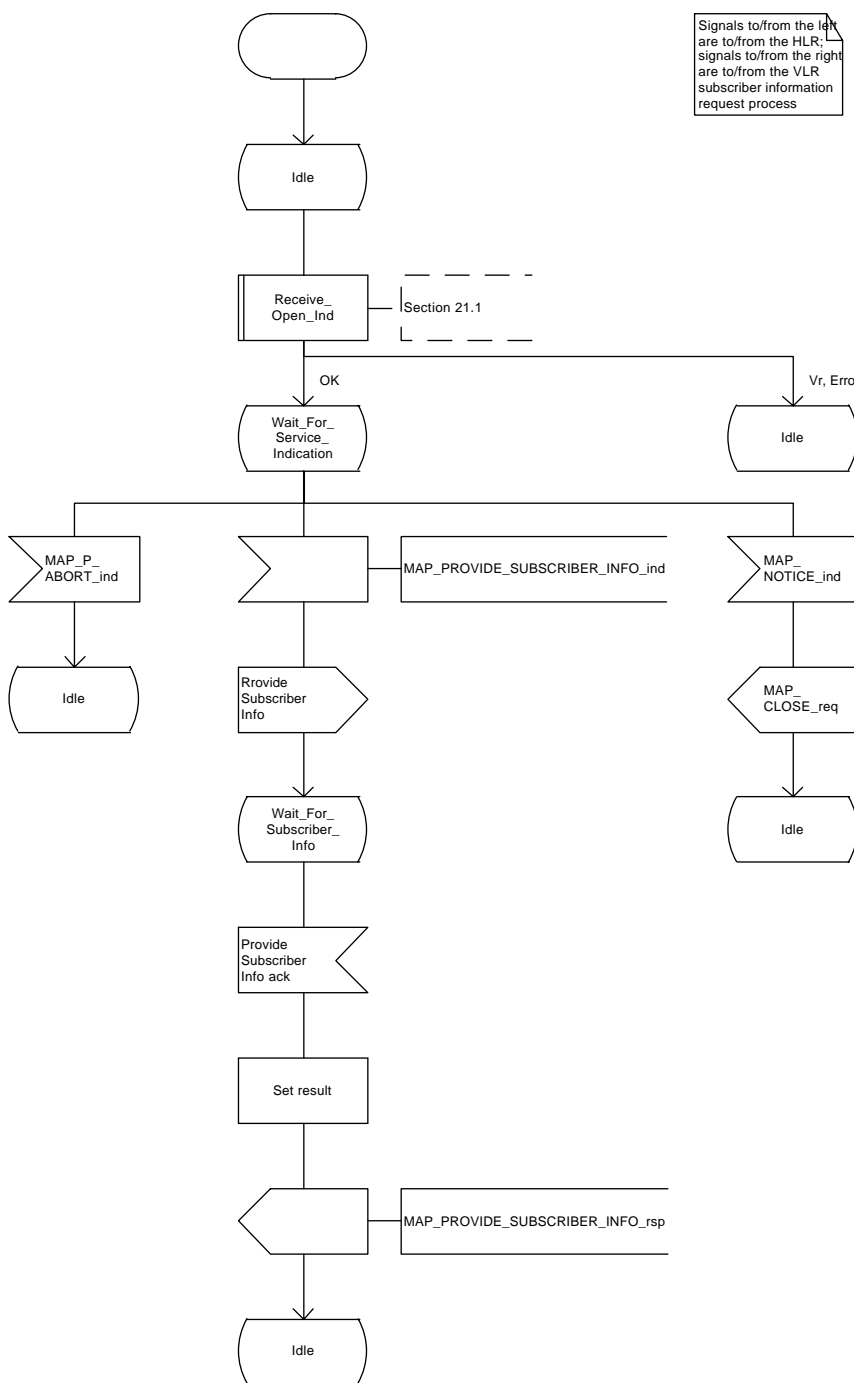 Signals to/from the left
are to/from the HLR;
signals to/from the right
are to/from the VLR
subscriber information
request process
Idle
Receive_
Open_Ind
Section 21.1
OK
Vr, Erro
Wait_For_
Service_
Indication
Idle
MAP_P_
ABORT_ind
MAP_PROVIDE_SUBSCRIBER_INFO_ind
MAP_
NOTICE_ind
Idle
Rrovide
Subscriber
Info
MAP_
CLOSE_req
Wait_For_
Subscriber_
Info
Idle
Provide
Subscriber
Info ack
Set result
MAP_PROVIDE_SUBSCRIBER_INFO_rsp
Idle